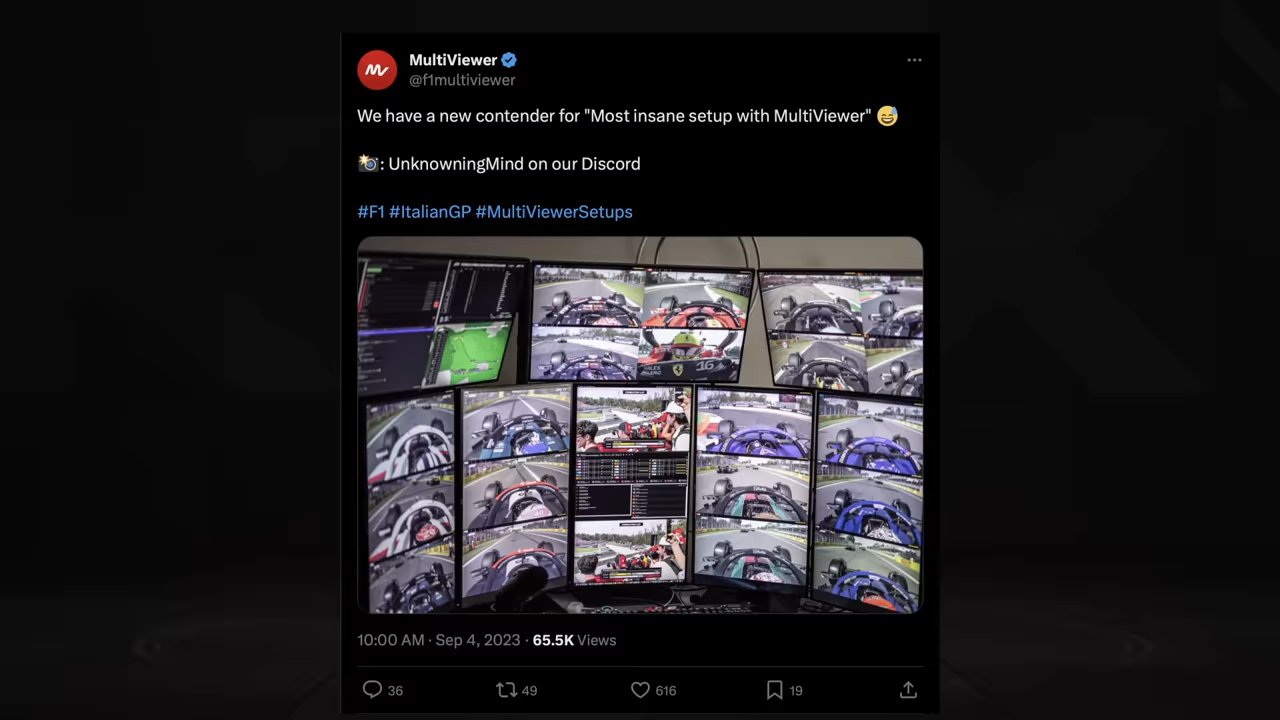 MultiViewer
@f1multiviewer
We have a new contender for "Most insane setup with MultiViewer" 😅
📸: UnknowningMind on our Discord
#F1 #ItalianGP #MultiViewerSetups
16
10:00 AM · Sep 4, 2023 · 65.5K Views
36 49 616 19